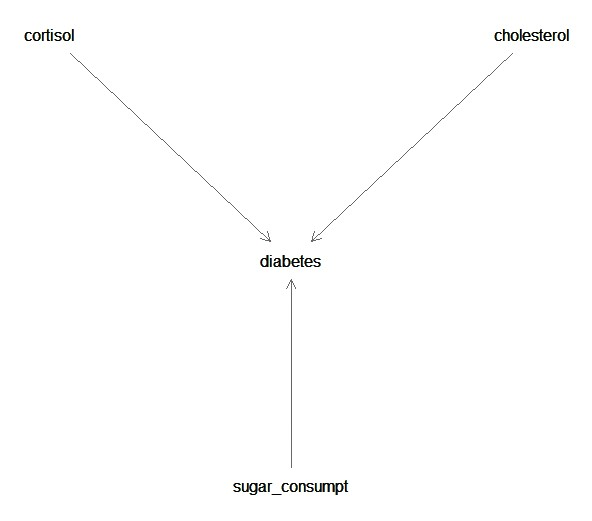 cortisol
cholesterol
diabetes
sugar_consumpt